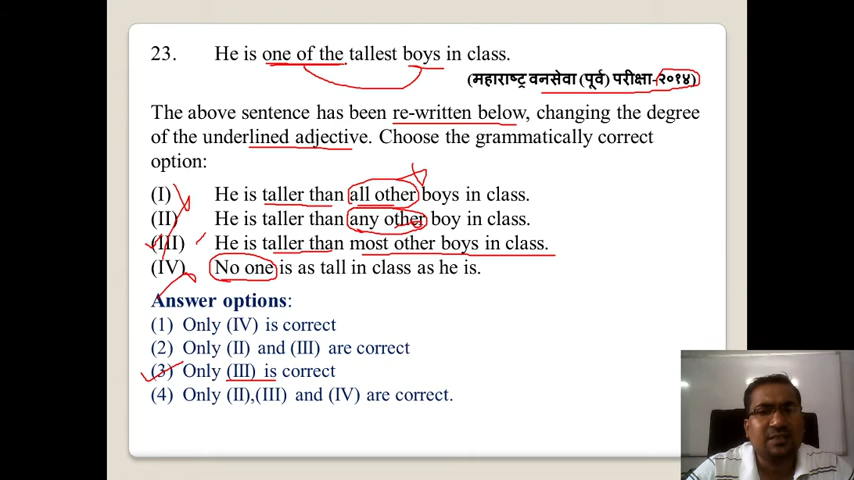 23. He is one of the tallest boys in class.
(महाराष्ट्र वनसेवा (पूर्व) परीक्षा-२०१४)
The above sentence has been re-written below, changing the degree
of the underlined adjective. Choose the grammatically correct
option:
(I) He is taller than all other boys in class.
(II) He is taller than any other boy in class.
(III) He is taller than most other boys in class.
(IV) No one is as tall in class as he is.
Answer options:
(1) Only (IV) is correct
(2) Only (II) and (III) are correct
(3) Only (III) is correct
(4) Only (II),(III) and (IV) are correct.